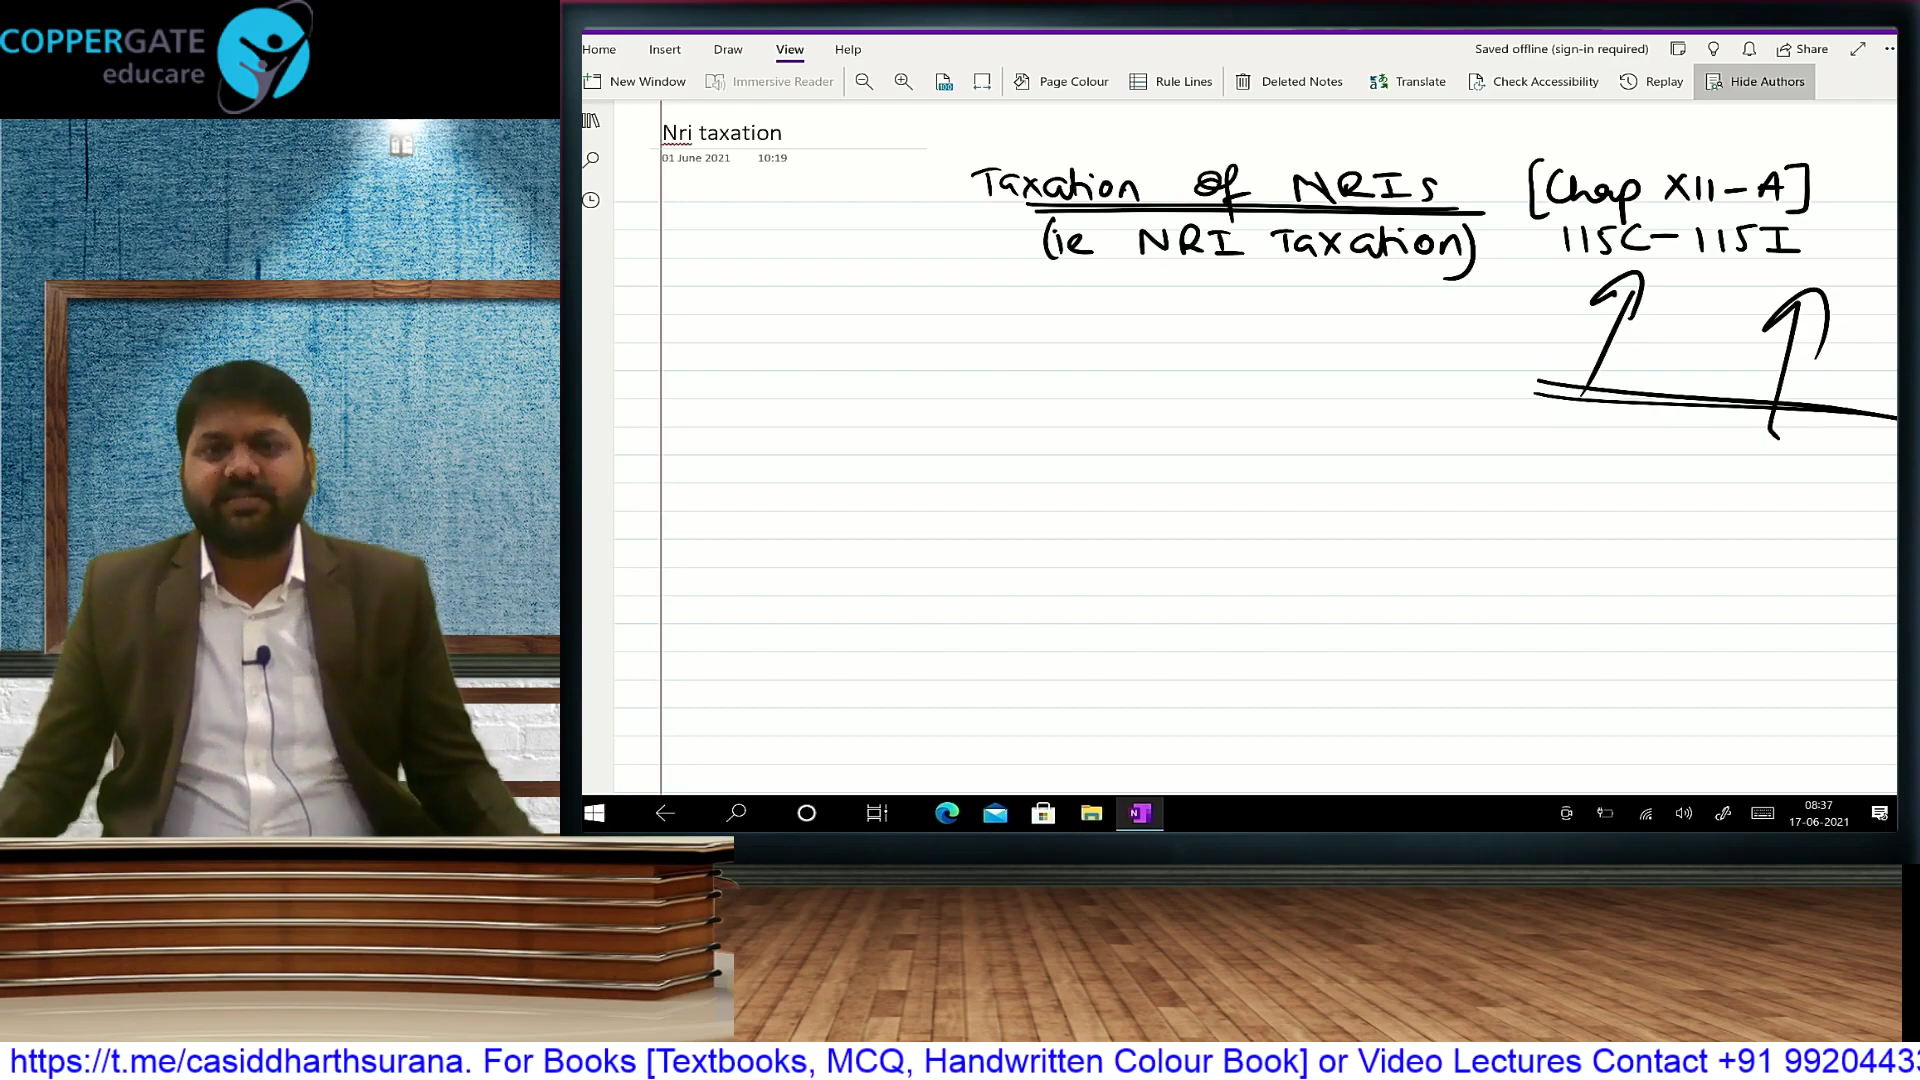 COPPERGATE
educare
Home Insert Draw View Help
Saved offline (sign-in required) Share
New Window Immersive Reader Page Colour Rule Lines Deleted Notes Translate Check Accessibility Replay Hide Authors
Nri taxation
01 June 2021 10:19
Taxation of NRIs [Chap XII-A]
(ie NRI Taxation) 115C-115I
08:37
17-06-2021
https://t.me/casiddharthsurana. For Books [Textbooks, MCQ, Handwritten Colour Book] or Video Lectures Contact +91 9920443